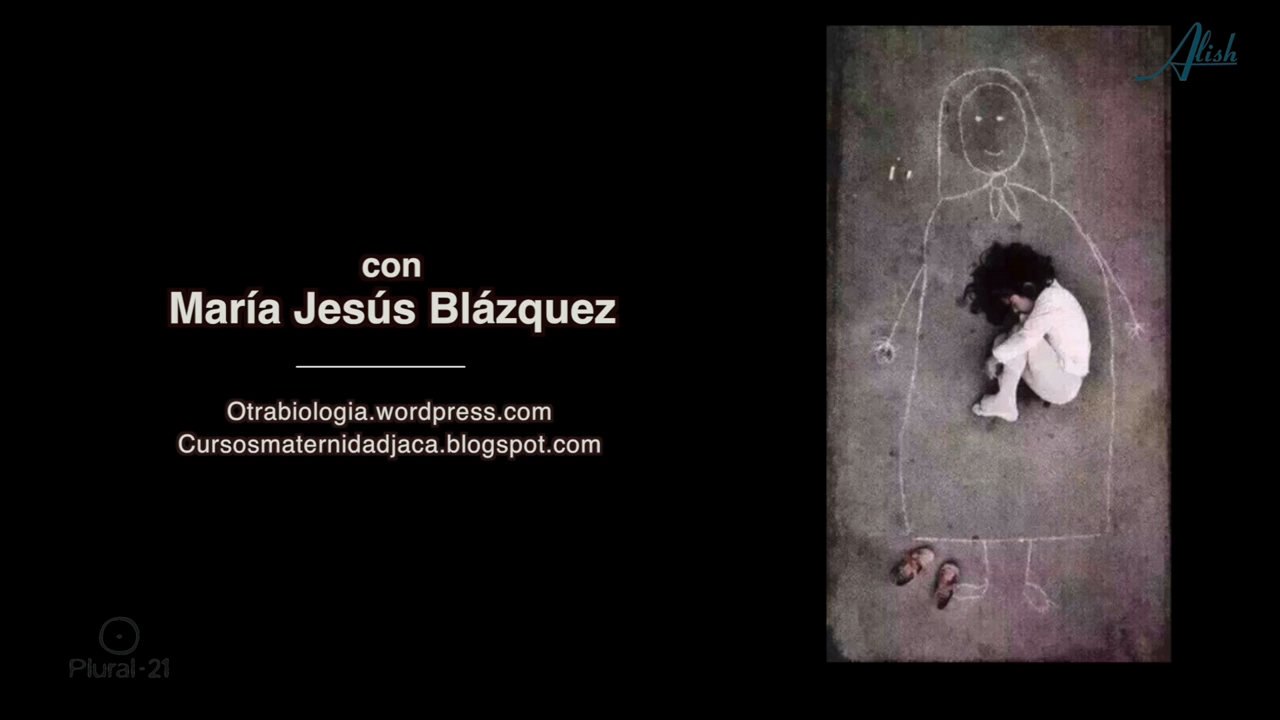 con
María Jesús Blázquez
Otrabiologia.wordpress.com
Cursosmaternidadjaca.blogspot.com
Alish
Plural-21